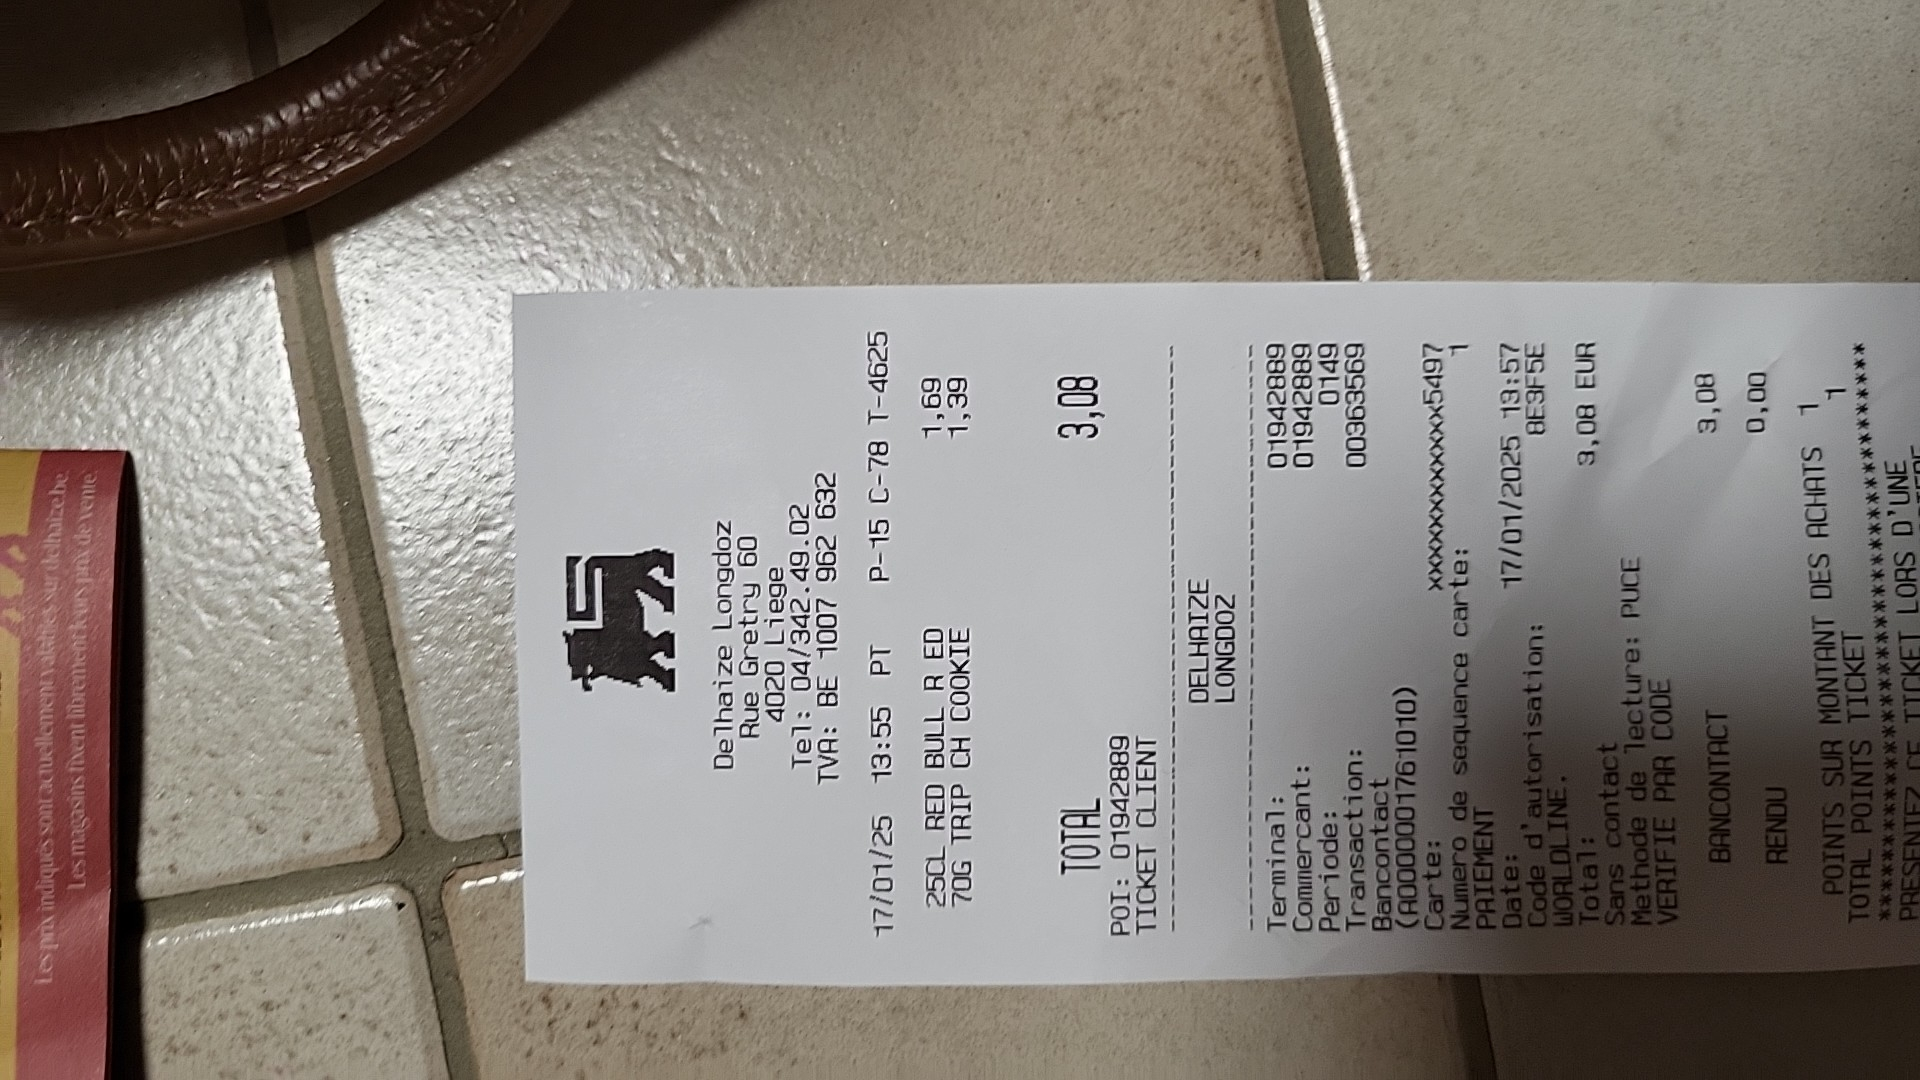 Les prix indiqués sont actuellement vérifiés sur delhaize.be.
Les magasins fixent librement leurs prix de vente.
Delhaize Longdoz
Rue Gretry 60
4020 Liege
Tel: 04/342.49.02
TVA: BE 1007 962 632
17/01/25 13:55 PT P-15 C-78 T-4625
25CL RED BULL R ED 1,69
70G TRIP CH COOKIE 1,39
TOTAL 3,08
POI: 01942889
TICKET CLIENT
--------------------------------
DELHAIZE
LONGDOZ
--------------------------------
Terminal: 01942889
Commercant: 01942889
Periode: 0149
Transaction: 00363569
Bancontact
(A0000001761010)
Carte: xxxxxxxxxxxxx5497
Numero de sequence carte: 1
PAIEMENT
Date: 17/01/2025 13:57
Code d'autorisation: 8E3F5E
WORLDLINE.
Total: 3,08 EUR
Sans contact
Methode de lecture: PUCE
VERIFIE PAR CODE
BANCONTACT 3,08
RENDU 0,00
POINTS SUR MONTANT DES ACHATS 1
TOTAL POINTS TICKET 1
****************************************
PRESENTEZ CE TICKET LORS D'UNE